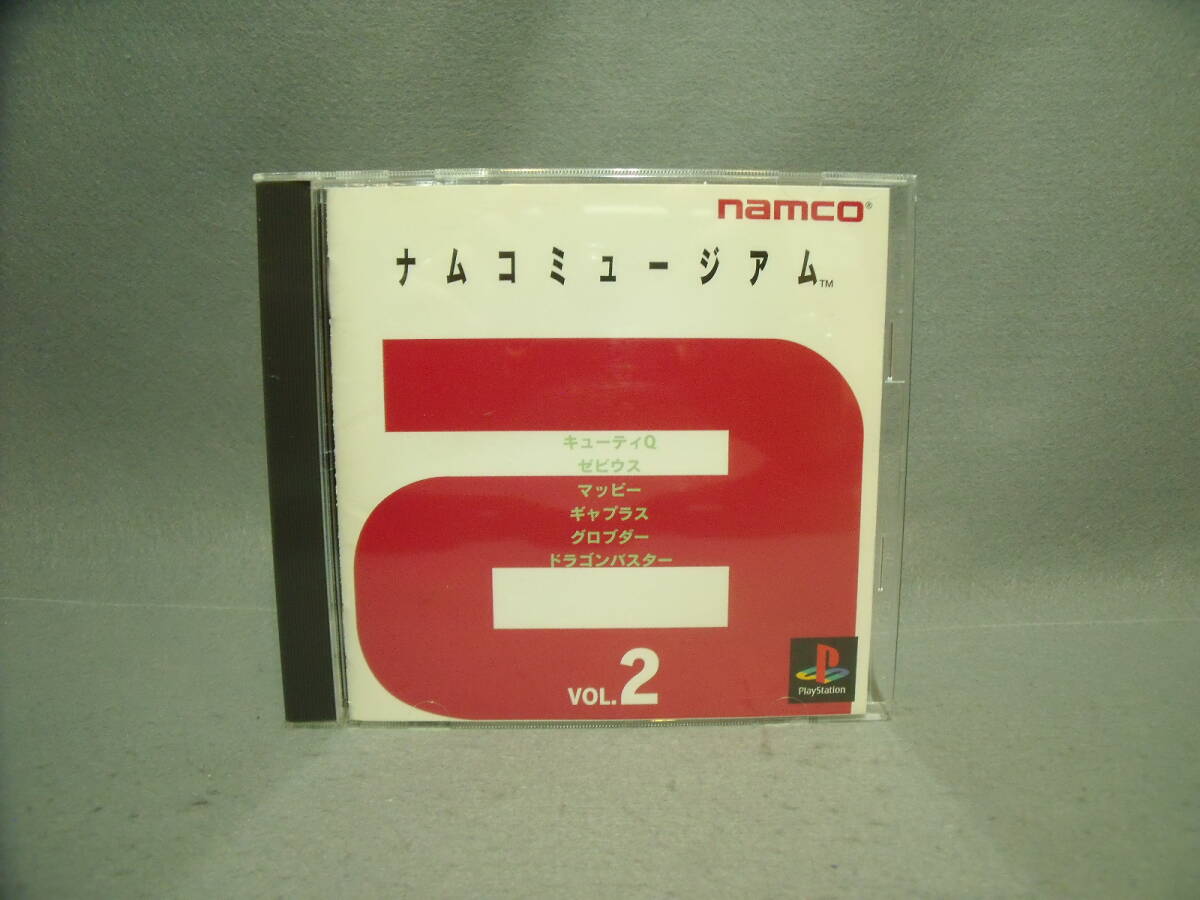 namco®
ナムコミュージアム™
キューティQ
ゼビウス
マッピー
ギャプラス
グロブダー
ドラゴンバスター
VOL.2
PlayStation